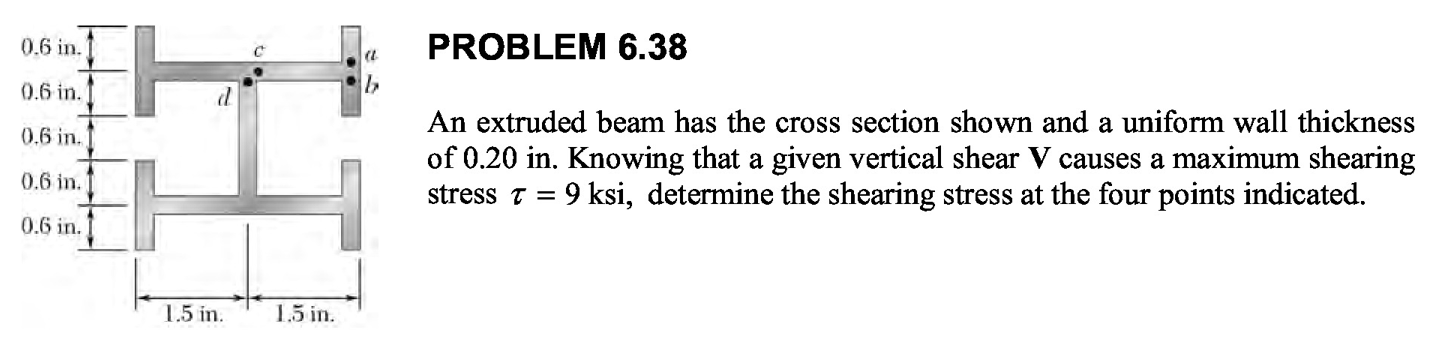 PROBLEM 6.38
An extruded beam has the cross section shown and a uniform wall thickness
of 0.20 in. Knowing that a given vertical shear V causes a maximum shearing
stress τ = 9 ksi, determine the shearing stress at the four points indicated.
0.6 in.
0.6 in.
0.6 in.
0.6 in.
0.6 in.
c
a
b
d
1.5 in. 1.5 in.